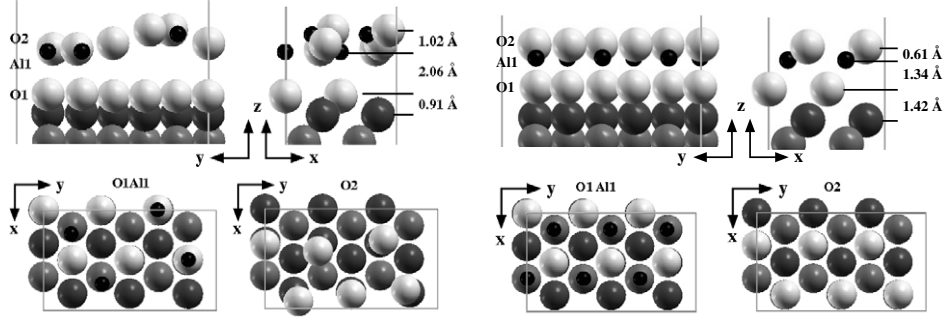 O2
Al1
O1
1.02 Å
2.06 Å
0.91 Å
z
y
x
O2
Al1
O1
0.61 Å
1.34 Å
1.42 Å
z
y
x
y
x
O1Al1
y
x
O2
y
x
O1 Al1
y
x
O2